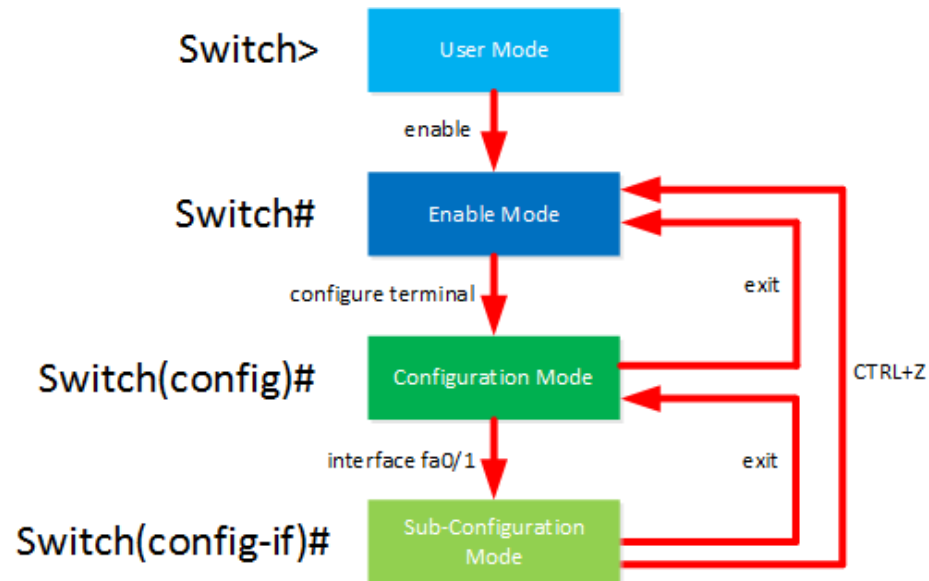 Switch>
User Mode
enable
Switch#
Enable Mode
configure terminal
exit
Switch(config)#
Configuration Mode
CTRL+Z
interface fa0/1
exit
Switch(config-if)#
Sub-Configuration
Mode